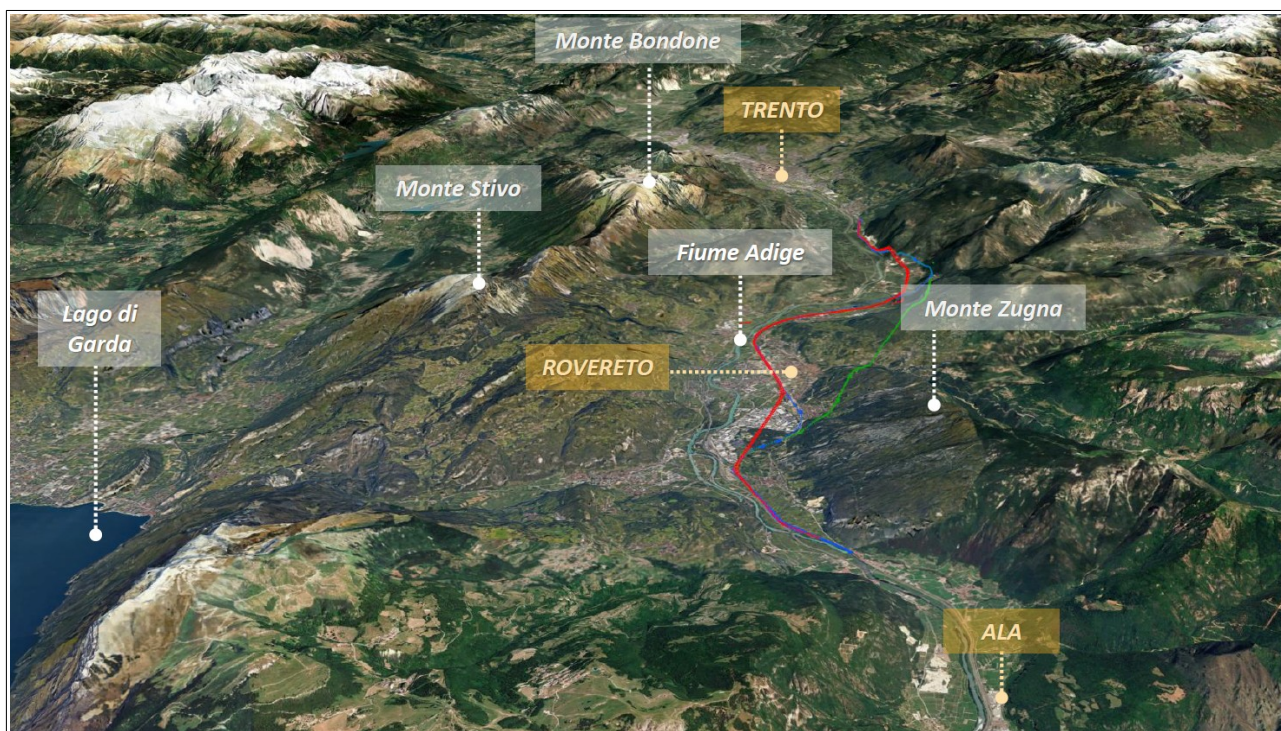 Monte Bondone
TRENTO
Monte Stivo
Fiume Adige
Lago di
Garda
Monte Zugna
ROVERETO
ALA